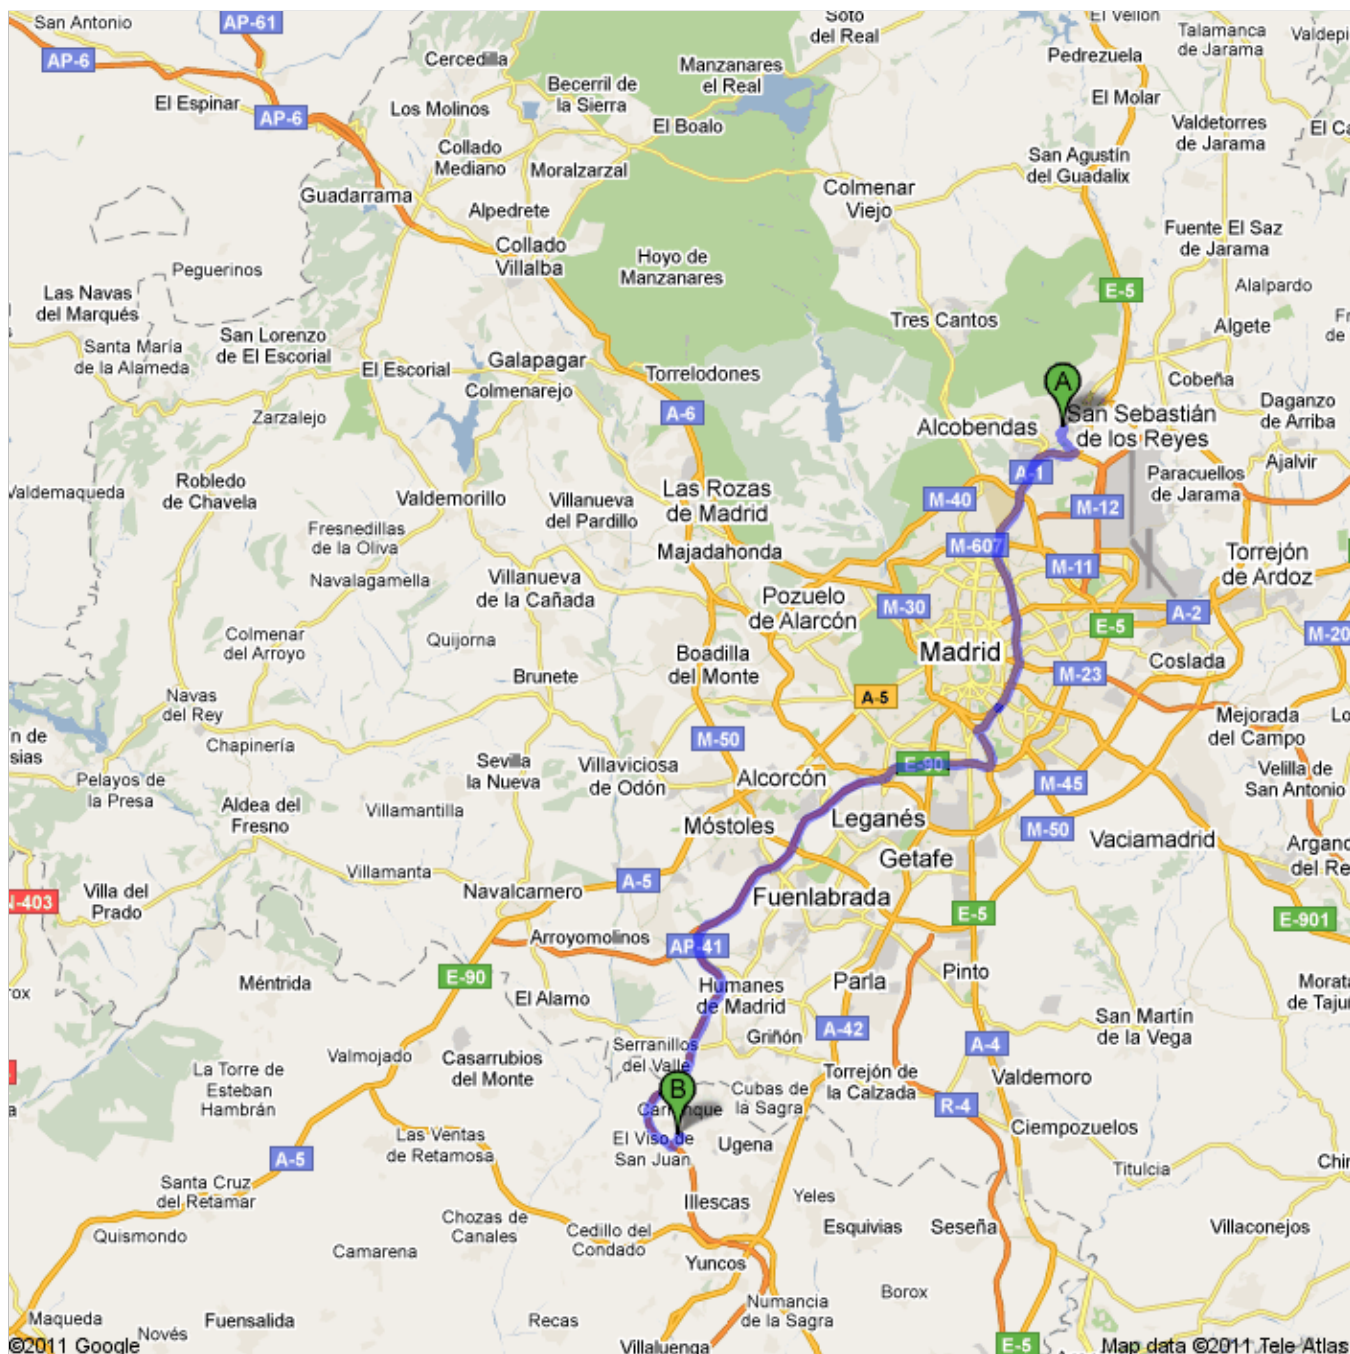 San Antonio
AP-61
Soto
del Real
El Vellón
Talamanca
de Jarama
AP-6
Cercedilla
Pedrezuela
Manzanares
el Real
Becerril de
la Sierra
El Espinar
Los Molinos
El Molar
AP-6
El Boalo
Valdetorres
de Jarama
Collado
Mediano
Moralzarzal
San Agustín
del Guadalix
Guadarrama
Colmenar
Viejo
Alpedrete
Collado
Villalba
Fuente El Saz
de Jarama
Hoyo de
Manzanares
Peguerinos
Las Navas
del Marqués
E-5
Alalpardo
Tres Cantos
Algete
San Lorenzo
de El Escorial
Santa María
de la Alameda
El Escorial
Galapagar
Colmenarejo
Torrelodones
A
Cobeña
Zarzalejo
A-6
Alcobendas
San Sebastián
de los Reyes
Daganzo
de Arriba
Ajalvir
A-1
Paracuellos
de Jarama
Robledo
de Chavela
Valdemaqueda
Valdemorillo
Villanueva
del Pardillo
Las Rozas
de Madrid
M-40
M-12
Fresnedillas
de la Oliva
Majadahonda
M-607
Torrejón
de Ardoz
Navalagamella
Villanueva
de la Cañada
M-11
Pozuelo
de Alarcón
M-30
A-2
Colmenar
del Arroyo
Quijorna
E-5
M-20
Boadilla
del Monte
Madrid
Coslada
Brunete
M-23
Navas
del Rey
A-5
Mejorada
del Campo
Chapinería
M-50
Sevilla
la Nueva
Villaviciosa
de Odón
E-90
Alcorcón
Velilla de
San Antonio
Pelayos de
la Presa
M-45
Aldea del
Fresno
Villamantilla
Leganés
M-50
Móstoles
Vaciamadrid
Getafe
Villamanta
A-5
Villa del
Prado
N-403
Navalcarnero
Fuenlabrada
E-5
E-901
Arroyomolinos
AP-41
E-90
Méntrida
Pinto
Parla
El Alamo
Humanes
de Madrid
San Martín
de la Vega
A-42
Griñón
Serranillos
del Valle
A-4
Valmojado
Casarrubios
del Monte
Torrejón de
la Calzada
La Torre de
Esteban
Hambrán
Valdemoro
B
Cubas de
la Sagra
Carranque
R-4
Ciempozuelos
Las Ventas
de Retamosa
El Viso de
San Juan
Ugena
A-5
Titulcia
Santa Cruz
del Retamar
Illescas
Yeles
Chozas de
Canales
Esquivias
Seseña
Villaconejos
Quismondo
Cedillo del
Condado
Camarena
Yuncos
Borox
Numancia
de la Sagra
Maqueda
Fuensalida
Recas
Novés
Villaluenga
E-5
©2011 Google
Map data ©2011 Tele Atlas